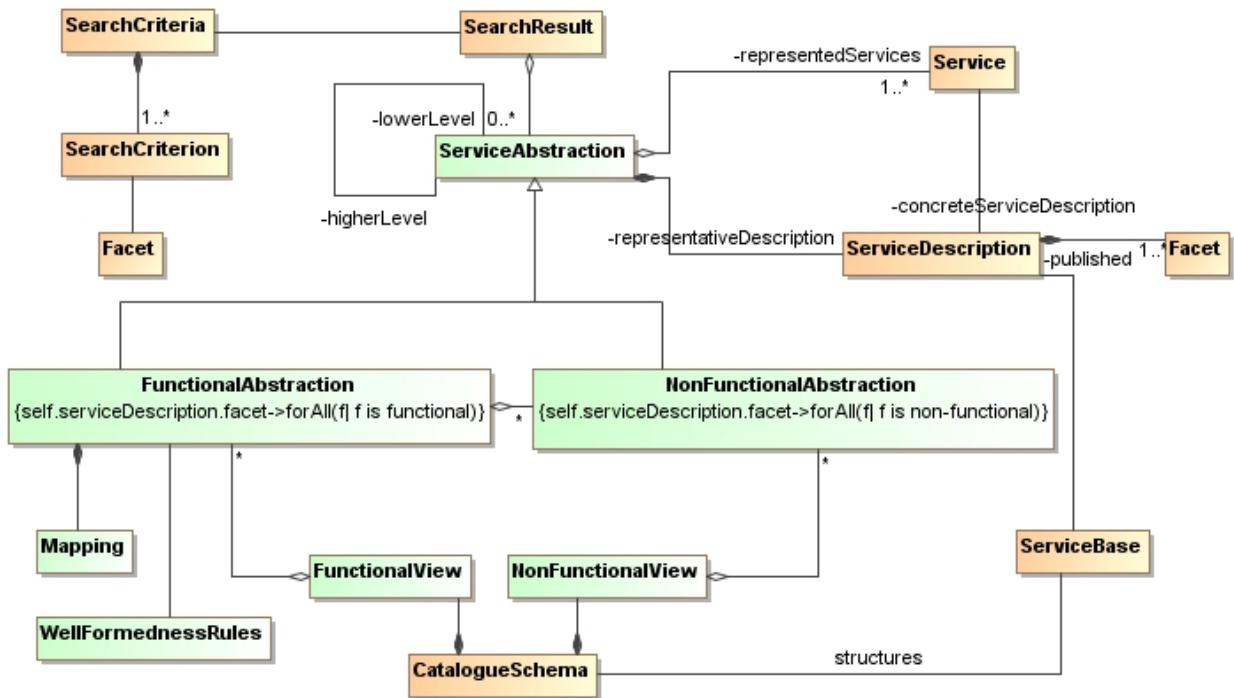 SearchCriteria
SearchResult
-representedServices
Service
1..*
1..*
-lowerLevel
0..*
SearchCriterion
ServiceAbstraction
-higherLevel
-concreteServiceDescription
-representativeDescription
Facet
ServiceDescription
-published
1..*
Facet
FunctionalAbstraction
{self.serviceDescription.facet->forAll(f| f is functional)}
*
NonFunctionalAbstraction
{self.serviceDescription.facet->forAll(f| f is non-functional)}
*
*
Mapping
FunctionalView
NonFunctionalView
ServiceBase
WellFormednessRules
CatalogueSchema
structures